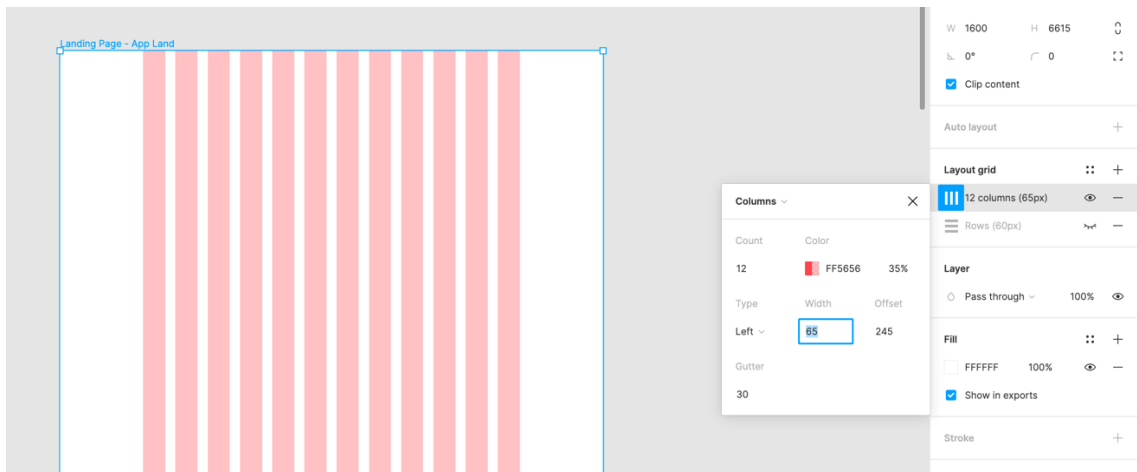 Landing Page - App Land
W 1600 H 6615
0° 0
Clip content
Auto layout
Layout grid
12 columns (65px)
Rows (60px)
Layer
Pass through 100%
Fill
FFFFFF 100%
Show in exports
Stroke
Columns
Count Color
12 FF5656 35%
Type Width Offset
Left 65 245
Gutter
30